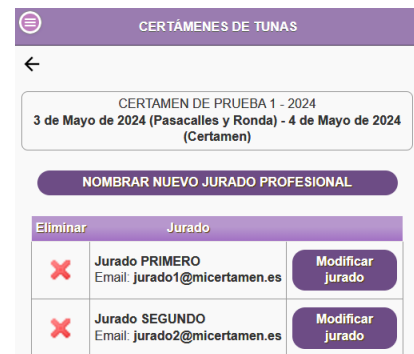 CERTÁMENES DE TUNAS
CERTAMEN DE PRUEBA 1 - 2024
3 de Mayo de 2024 (Pasacalles y Ronda) - 4 de Mayo de 2024
(Certamen)
NOMBRAR NUEVO JURADO PROFESIONAL
Eliminar Jurado
Jurado PRIMERO
Email: jurado1@micertamen.es
Modificar
jurado
Jurado SEGUNDO
Email: jurado2@micertamen.es
Modificar
jurado